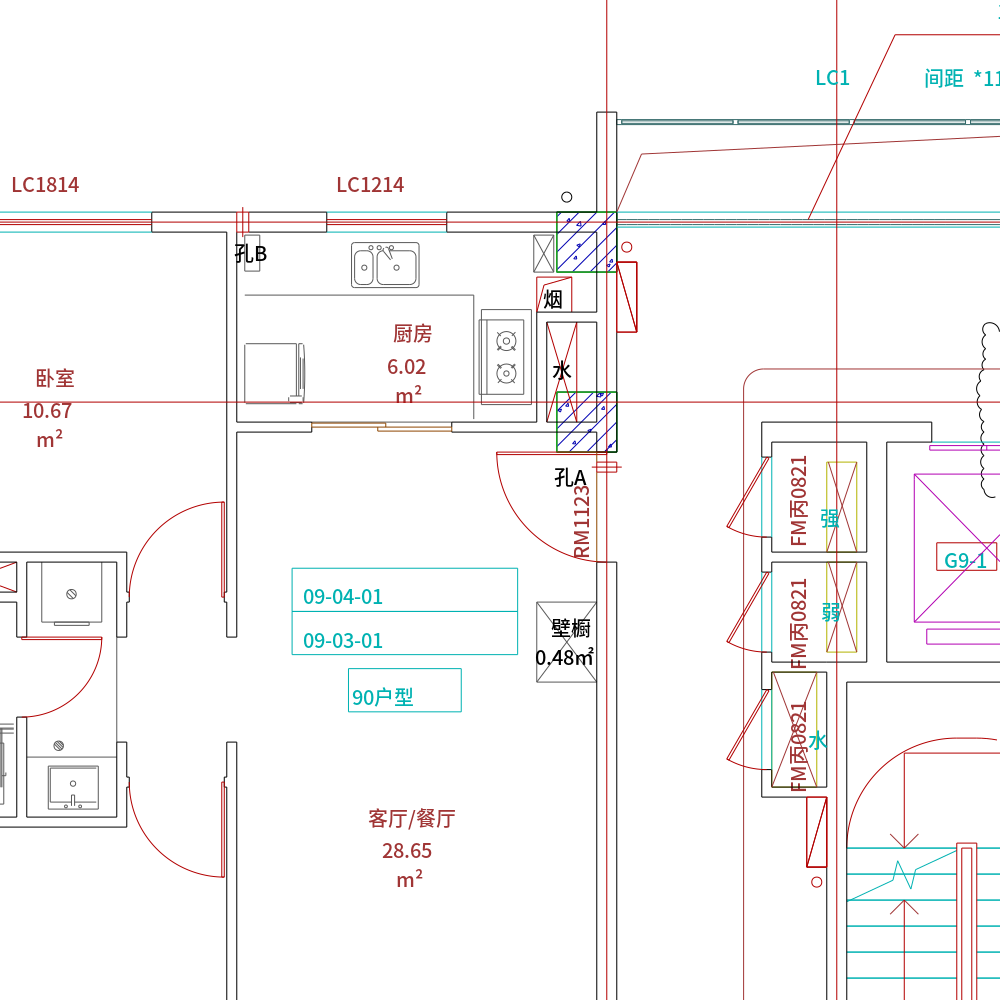 LC1
间距 *11
LC1814
LC1214
孔B
烟
厨房
6.02
m²
水
卧室
10.67
m²
孔A
RM1123
FM丙0821
强
G9-1
09-04-01
09-03-01
90户型
壁橱
0.48m²
FM丙0821
弱
FM丙0821
水
客厅/餐厅
28.65
m²